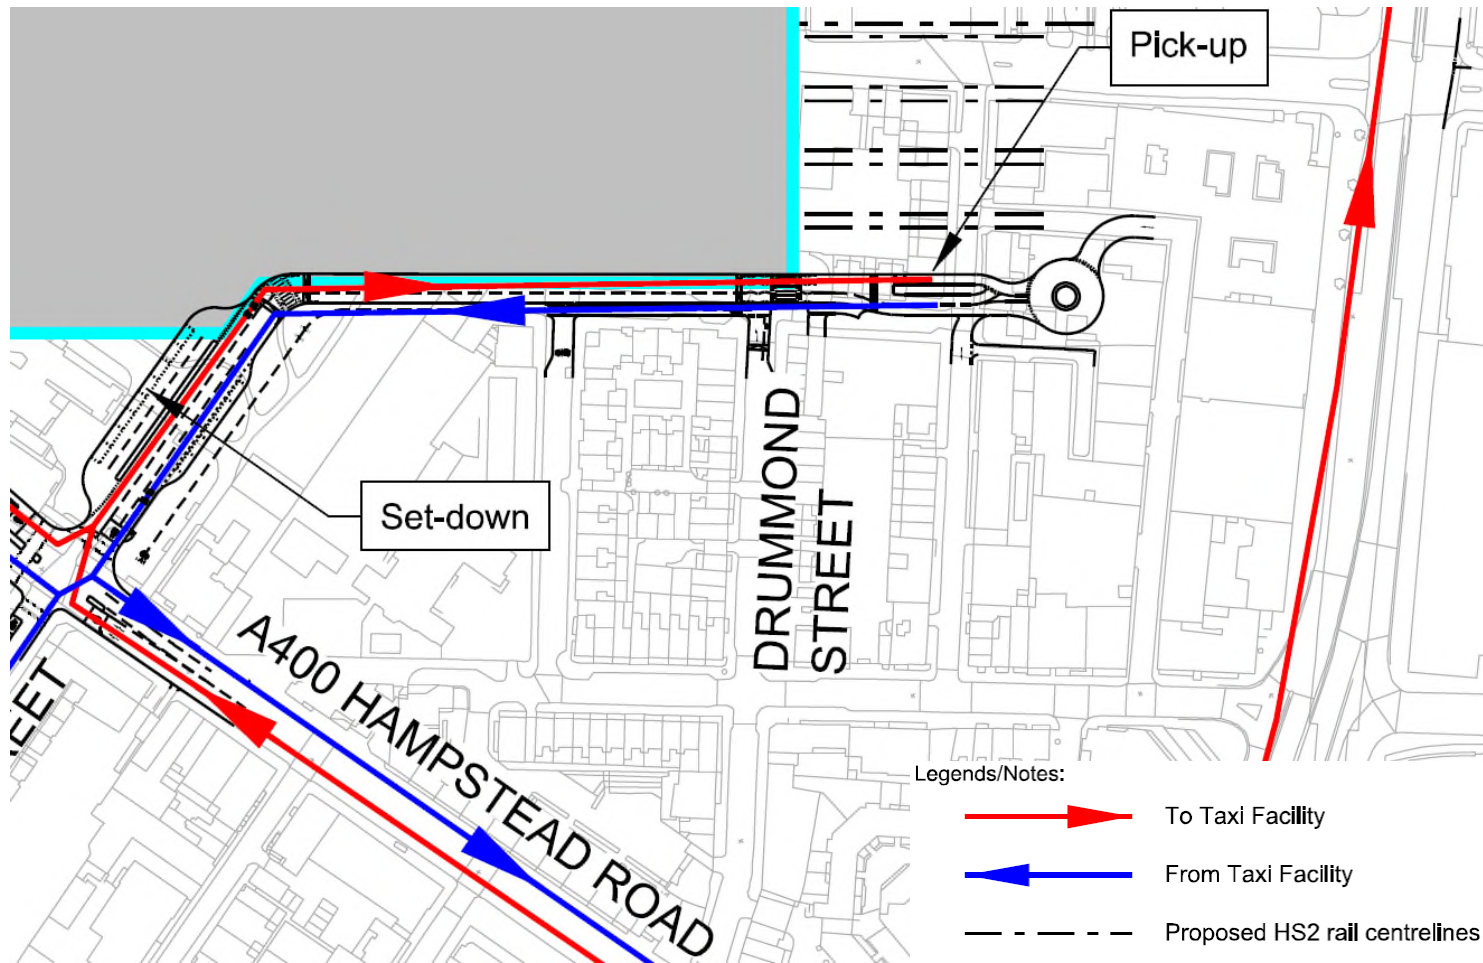 Pick-up
Set-down
DRUMMOND
STREET
A400 HAMPSTEAD ROAD
EET
Legends/Notes:
To Taxi Facility
From Taxi Facility
Proposed HS2 rail centrelines